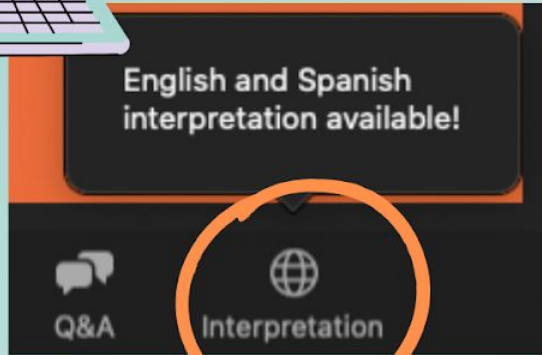 English and Spanish
interpretation available!
Q&A
Interpretation